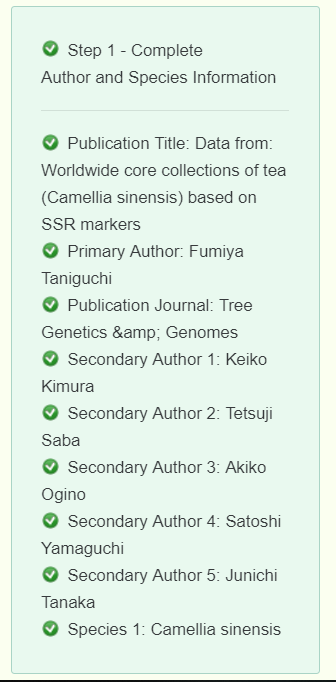 Step 1 - Complete
Author and Species Information
Publication Title: Data from:
Worldwide core collections of tea
(Camellia sinensis) based on
SSR markers
Primary Author: Fumiya
Taniguchi
Publication Journal: Tree
Genetics &amp; Genomes
Secondary Author 1: Keiko
Kimura
Secondary Author 2: Tetsuji
Saba
Secondary Author 3: Akiko
Ogino
Secondary Author 4: Satoshi
Yamaguchi
Secondary Author 5: Junichi
Tanaka
Species 1: Camellia sinensis